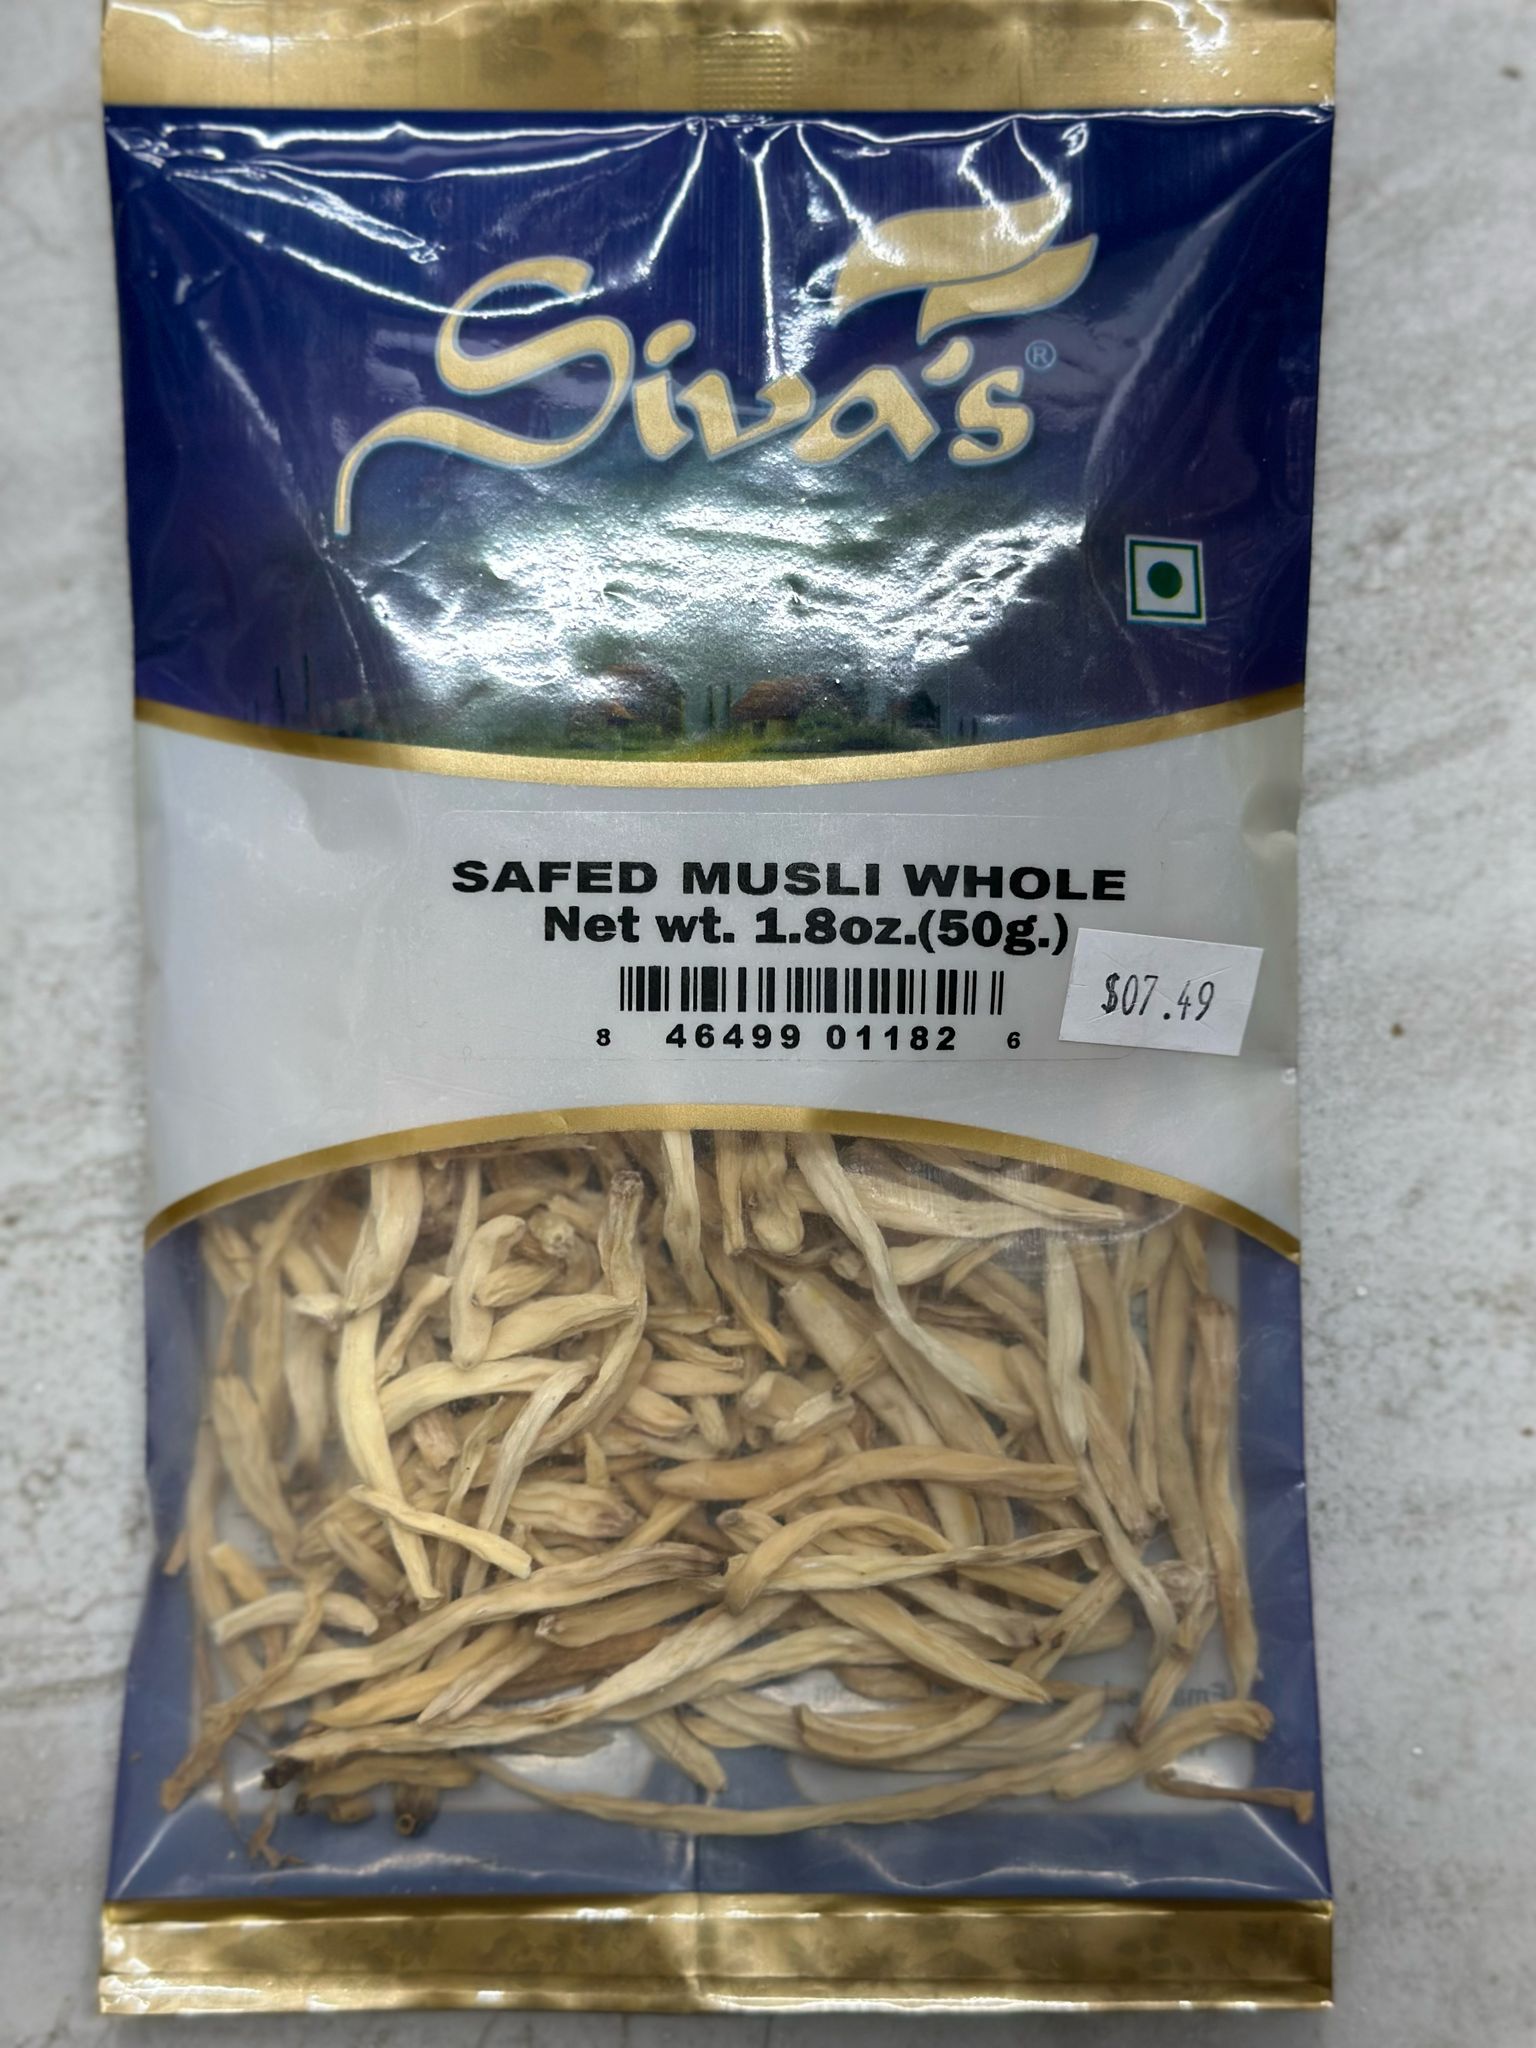 Siva's®
SAFED MUSLI WHOLE
Net wt. 1.8oz.(50g.)
$07.49
8 46499 01182 6